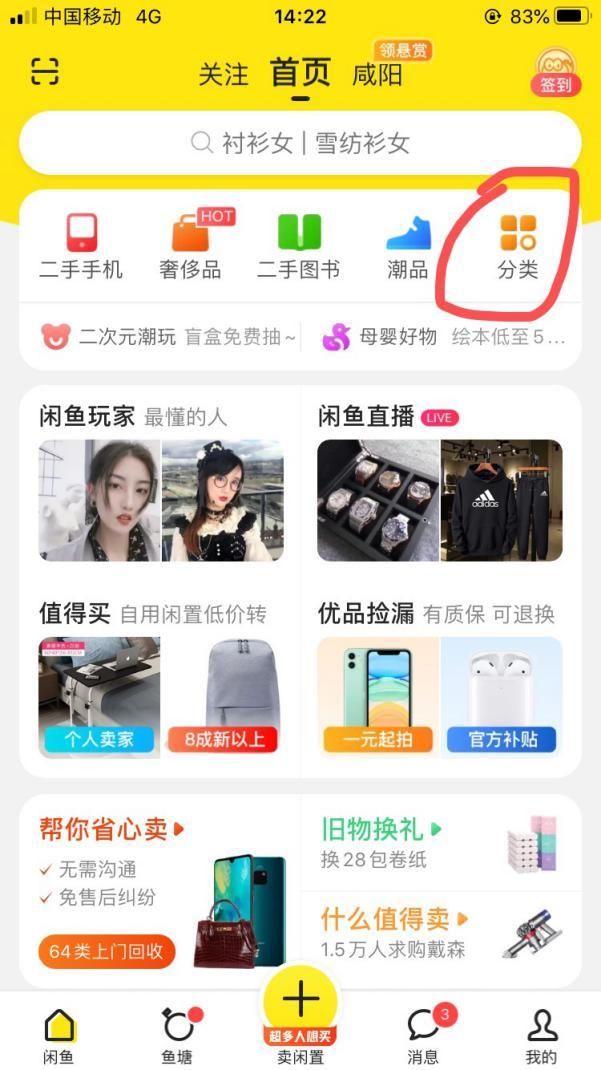 中国移动 4G 14:22 83%
领悬赏
关注 首页 咸阳
签到
衬衫女 | 雪纺衫女
HOT
二手手机 奢侈品 二手图书 潮品 分类
二次元潮玩 盲盒免费抽~ 母婴好物 绘本低至5...
闲鱼玩家 最懂的人
闲鱼直播 LIVE
adidas
值得买 自用闲置低价转
优品捡漏 有质保 可退换
个人卖家 8成新以上 一元起拍 官方补贴
帮你省心卖
无需沟通
免售后纠纷
64类上门回收
旧物换礼
换28包卷纸
什么值得卖
1.5万人求购戴森
超多人想买
3
闲鱼 鱼塘 卖闲置 消息 我的